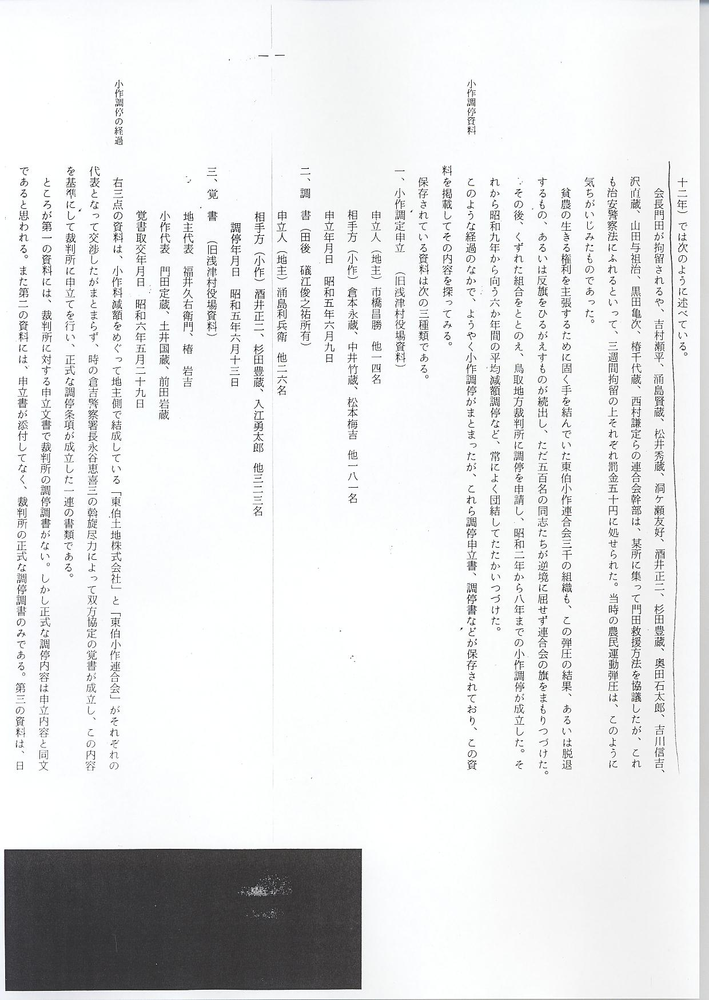 十二年）では次のように述べている。
会長門田が拘留されるや、吉村瀬平、涌島賢蔵、松井秀蔵、洞ケ瀬友好、酒井正二、杉田豊蔵、奥田石太郎、吉川信吉、
沢直蔵、山田与祖治、黒田亀次、椿千代蔵、西村謙定らの連合会幹部は、某所に集って門田救援方法を協議したが、これ
も治安警察法にふれるといって、三週間拘留の上それぞれ罰金五十円に処せられた。当時の農民運動弾圧は、このように
気ちがいじみたものであった。
貧農の生きる権利を主張するために固く手を結んでいた東伯小作連合会三千の組織も、この弾圧の結果、あるいは脱退
するもの、あるいは反旗をひるがえすものが続出し、ただ五百名の同志たちが逆境に屈せず連合会の旗をまもりつづけた。
その後、くずれた組合をととのえ、鳥取地方裁判所に調停を申請し、昭和二年から八年までの小作調停が成立した。そ
れから昭和九年から向う六か年間の平均減額調停など、常によく団結してたたかいつづけた。
小作調停資料
このような経過のなかで、ようやく小作調停がまとまったが、これら調停申立書、調停書などが保存されており、この資
料を掲載してその内容を探ってみる。
保存されている資料は次の三種類である。
一、小作調定申立　（旧浅津村役場資料）
申立人（地主）市橋昌勝　他一四名
相手方（小作）倉本永蔵、中井竹蔵、松本梅吉　他一八一名
申立年月日　昭和五年六月九日
二、調　書（田後　礒江俊之祐所有）
申立人（地主）涌島利兵衛　他二六名
相手方（小作）酒井正二、杉田豊蔵、入江勇太郎　他三二三名
調停年月日　昭和五年六月十三日
三、覚　書　（旧浅津村役場資料）
地主代表　福井久右衛門、椿　岩吉
小作代表　門田定蔵、土井国蔵、前田岩蔵
覚書取交年月日　昭和六年五月二十九日
小作調停の経過
右三点の資料は、小作料減額をめぐって地主側で結成している「東伯土地株式会社」と「東伯小作連合会」がそれぞれの
代表となって交渉したがまとまらず、時の倉吉警察署長永谷恵喜三の斡旋尽力によって双方協定の覚書が成立し、この内容
を基準にして裁判所に申立てを行い、正式な調停条項が成立した一連の書類である。
ところが第一の資料には、裁判所に対する申立文書で裁判所の調停調書がない。しかし正式な調停内容は申立内容と同文
であると思われる。また第二の資料には、申立書が添付してなく、裁判所の正式な調停調書のみである。第三の資料は、日